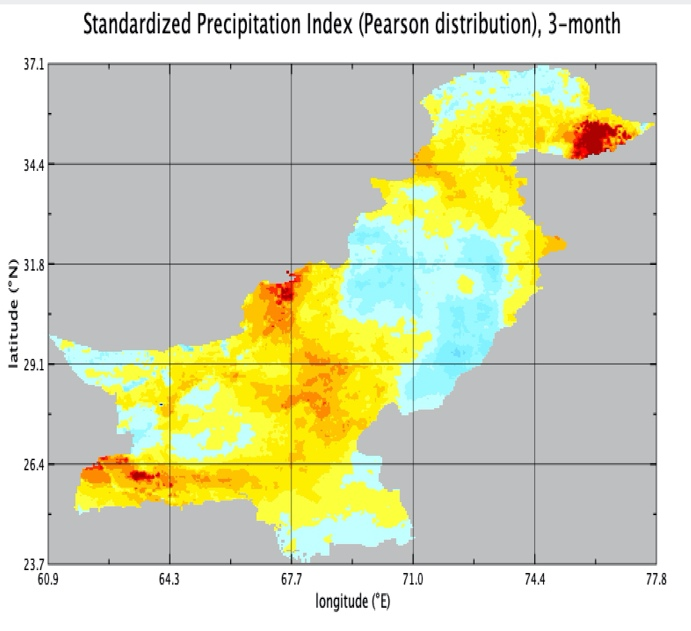 Standardized Precipitation Index (Pearson distribution), 3-month
37.1
34.4
31.8
29.1
26.4
23.7
latitude (°N)
60.9 64.3 67.7 71.0 74.4 77.8
longitude (°E)